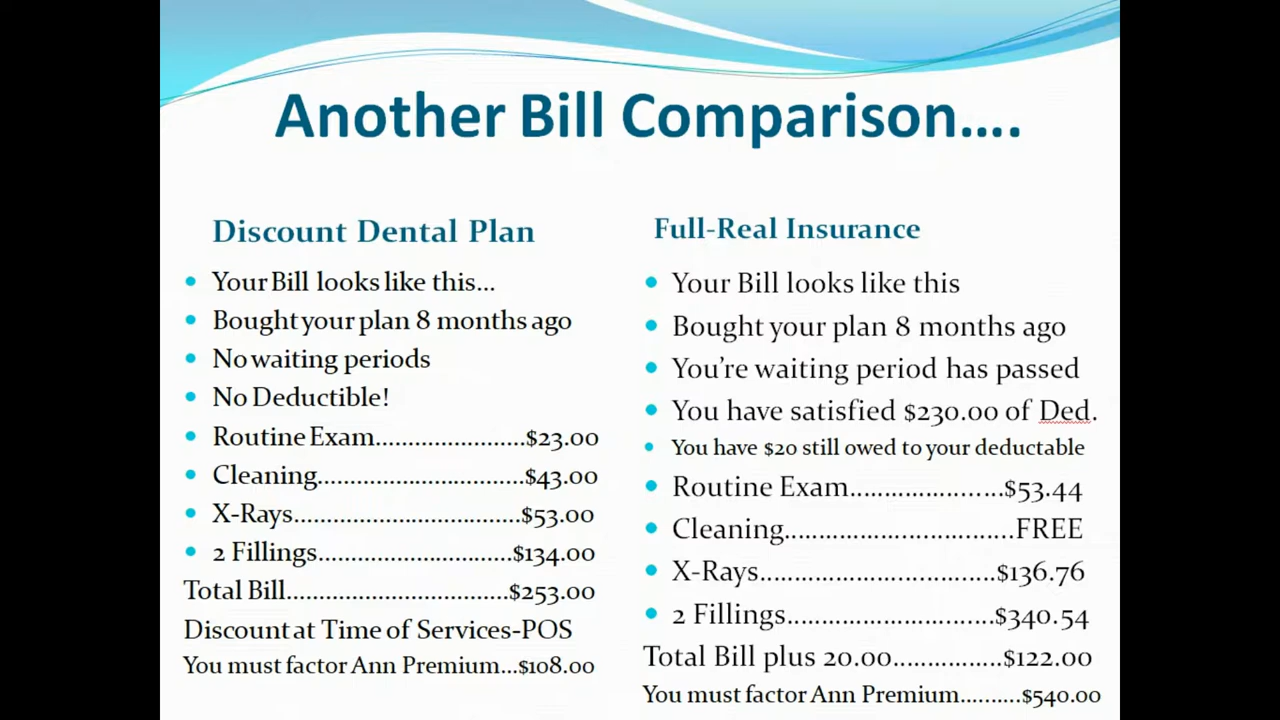 Another Bill Comparison....
Discount Dental Plan
Your Bill looks like this...
Bought your plan 8 months ago
No waiting periods
No Deductible!
Routine Exam.......................$23.00
Cleaning................................$43.00
X-Rays...................................$53.00
2 Fillings..............................$134.00
Total Bill..................................$253.00
Discount at Time of Services-POS
You must factor Ann Premium...$108.00
Full-Real Insurance
Your Bill looks like this
Bought your plan 8 months ago
You're waiting period has passed
You have satisfied $230.00 of Ded.
You have $20 still owed to your deductable
Routine Exam.......................$53.44
Cleaning...................................FREE
X-Rays....................................$136.76
2 Fillings................................$340.54
Total Bill plus 20.00.................$122.00
You must factor Ann Premium..........$540.00